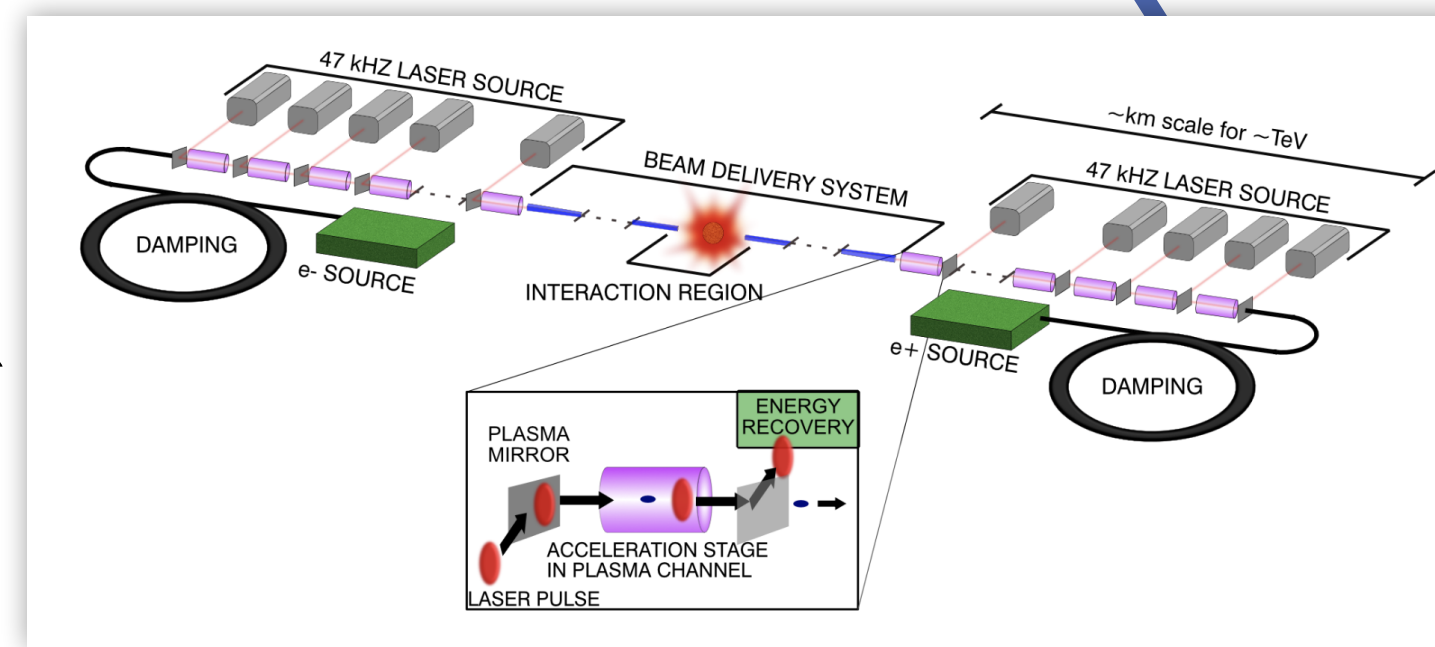 47 kHZ LASER SOURCE
~km scale for ~TeV
BEAM DELIVERY SYSTEM
47 kHZ LASER SOURCE
DAMPING
e- SOURCE
INTERACTION REGION
e+ SOURCE
DAMPING
ENERGY
RECOVERY
PLASMA
MIRROR
ACCELERATION STAGE
IN PLASMA CHANNEL
LASER PULSE